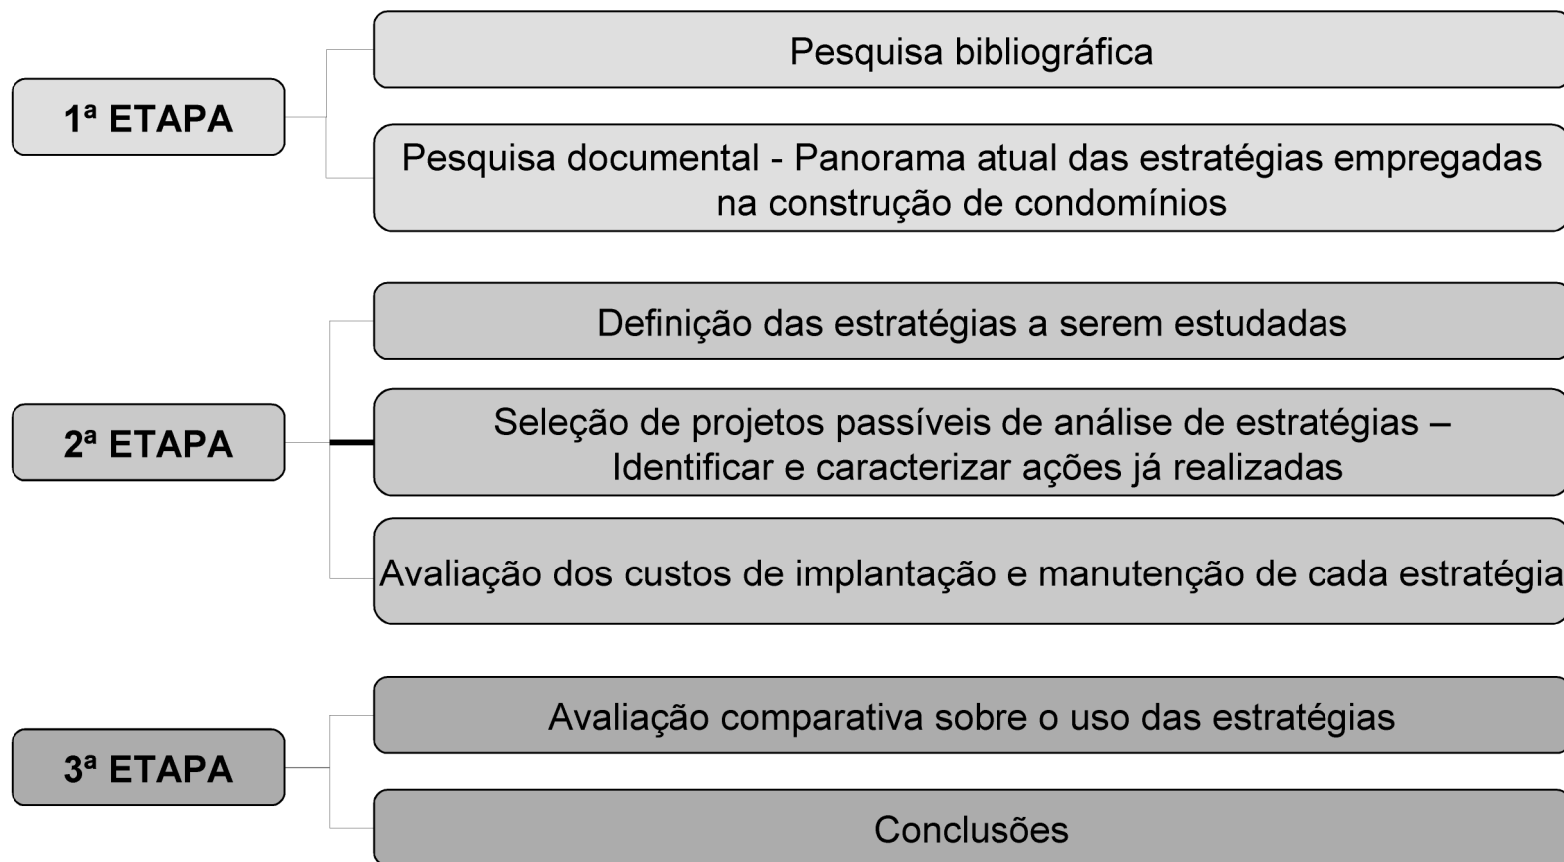 1ª ETAPA
Pesquisa bibliográfica
Pesquisa documental - Panorama atual das estratégias empregadas
na construção de condomínios
2ª ETAPA
Definição das estratégias a serem estudadas
Seleção de projetos passíveis de análise de estratégias –
Identificar e caracterizar ações já realizadas
Avaliação dos custos de implantação e manutenção de cada estratégia
3ª ETAPA
Avaliação comparativa sobre o uso das estratégias
Conclusões